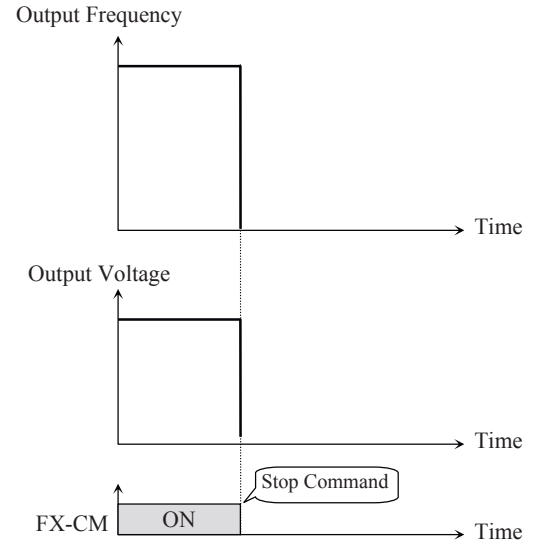 Output Frequency
Time
Output Voltage
Time
Stop Command
FX-CM
ON
Time